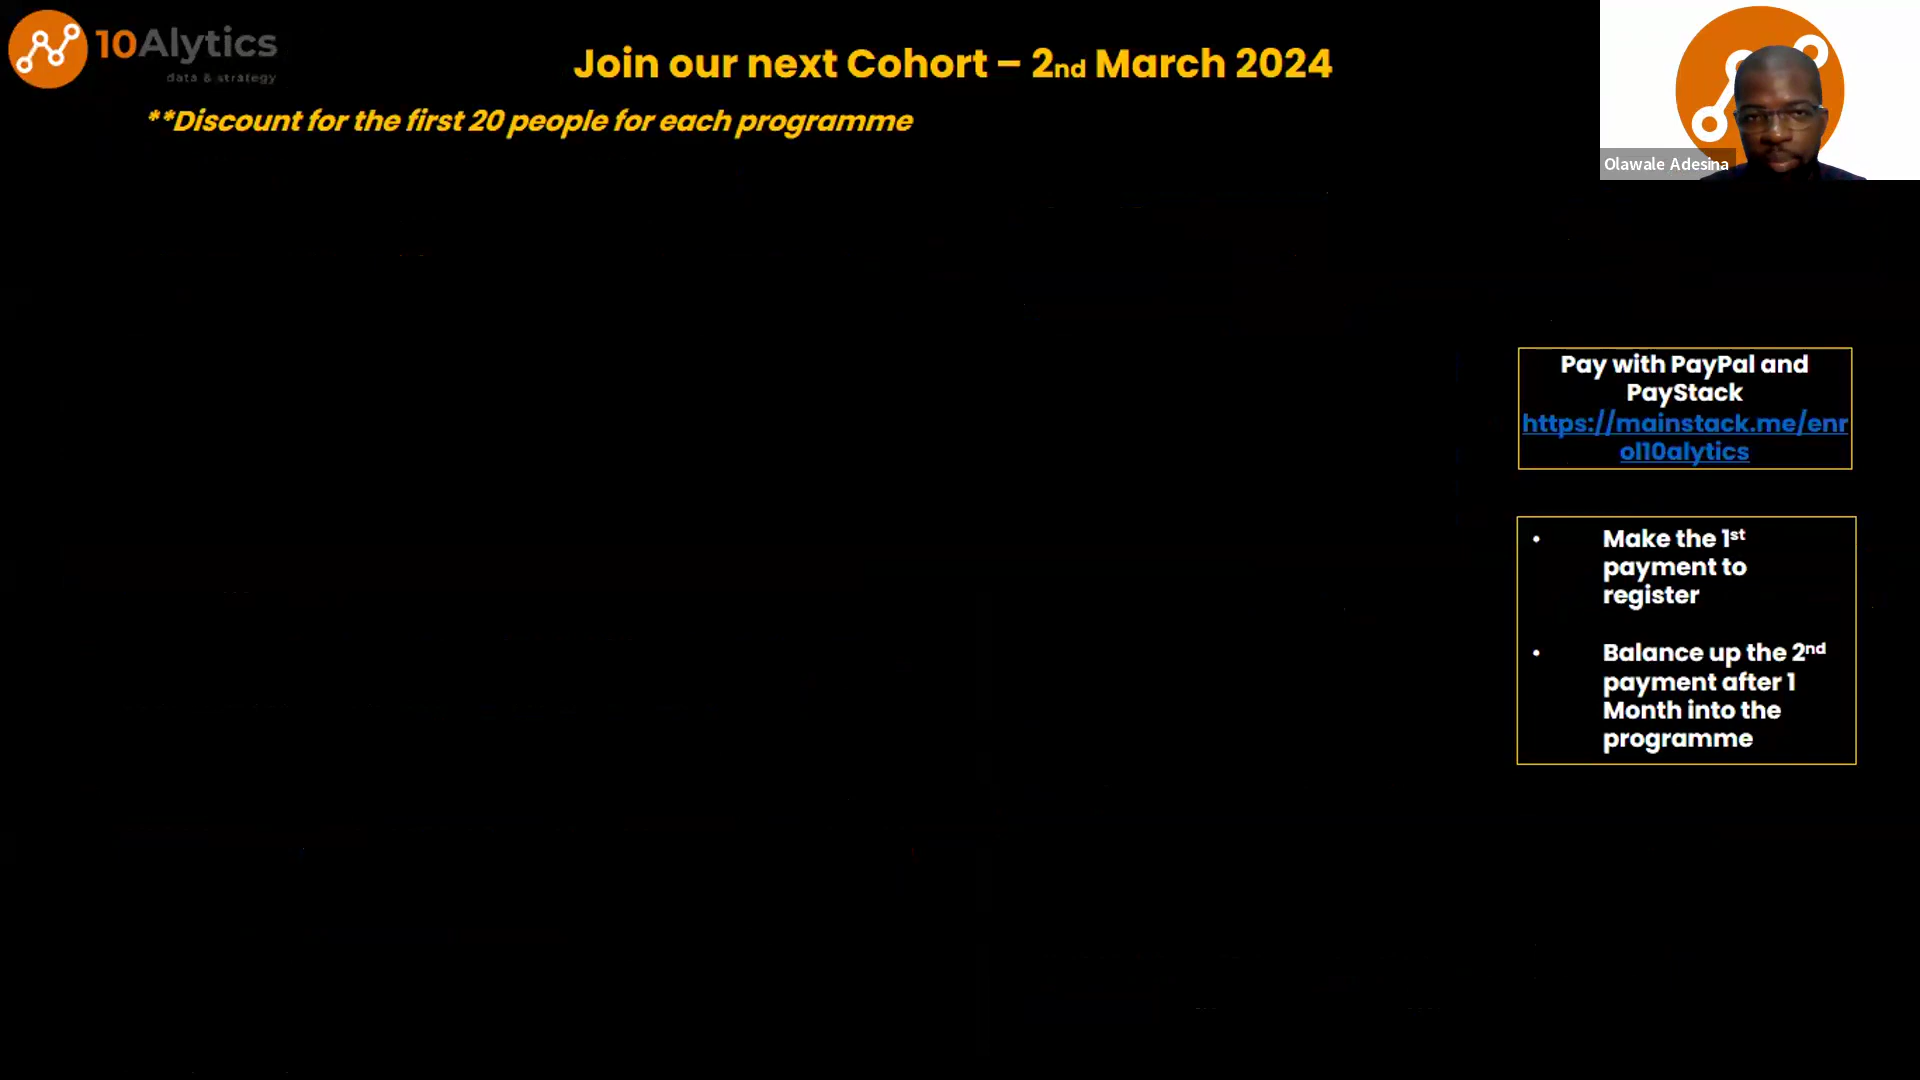 10Alytics
data & strategy
Join our next Cohort – 2nd March 2024
**Discount for the first 20 people for each programme
Olawale Adesina
Pay with PayPal and
PayStack
https://mainstack.me/enr
ol10alytics
• Make the 1st
payment to
register
• Balance up the 2nd
payment after 1
Month into the
programme